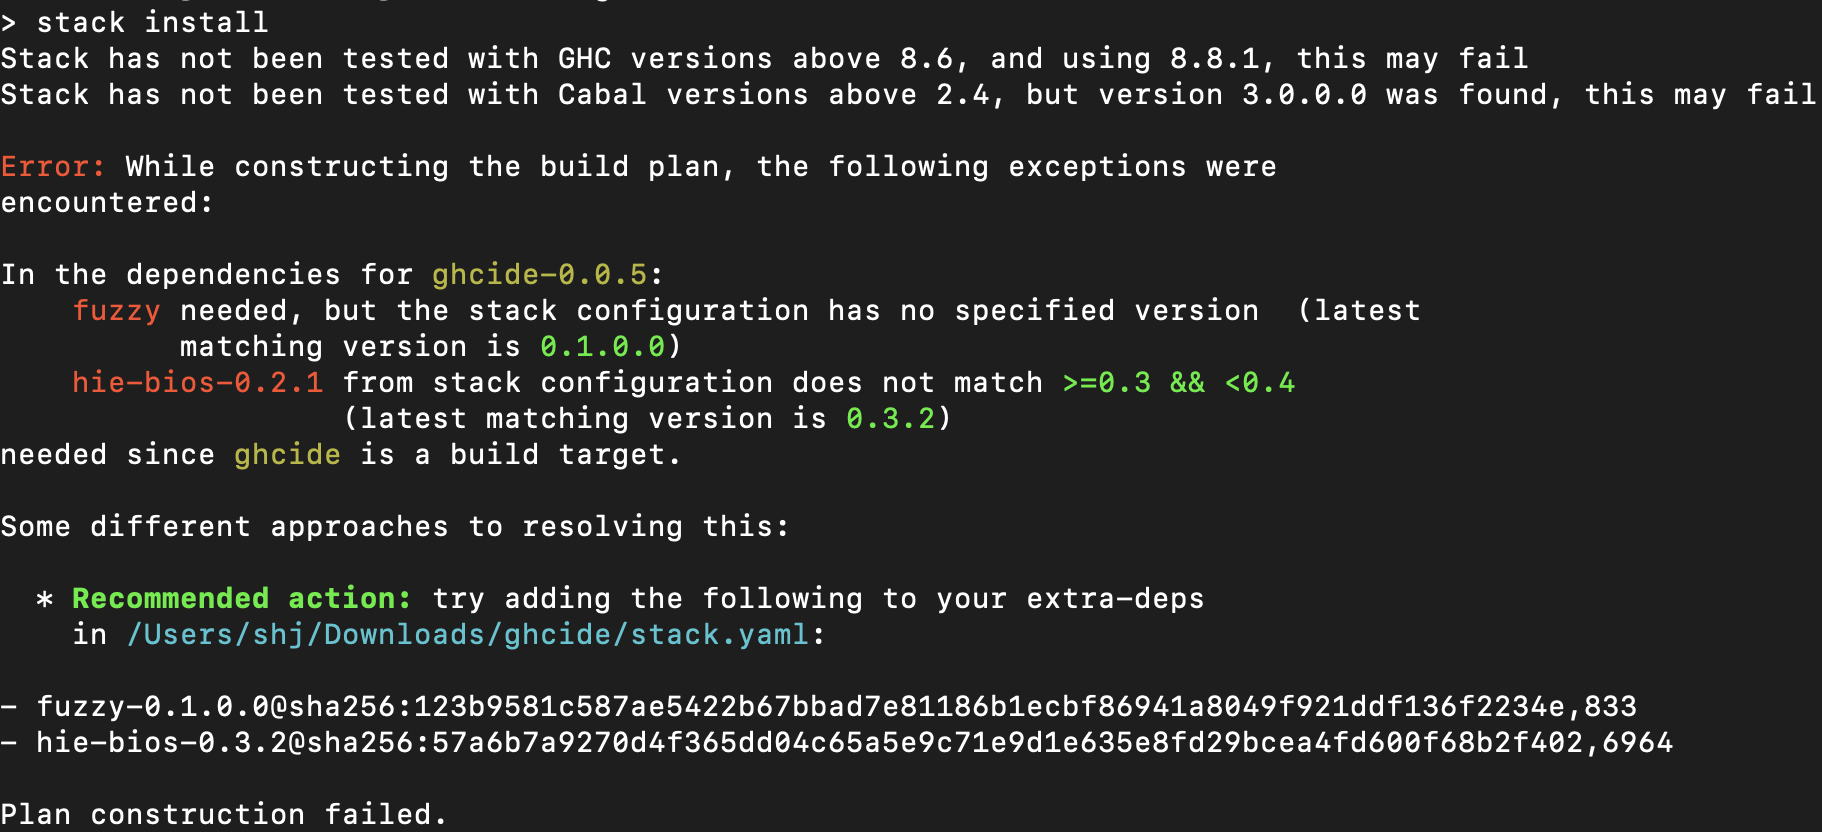 > stack install
Stack has not been tested with GHC versions above 8.6, and using 8.8.1, this may fail
Stack has not been tested with Cabal versions above 2.4, but version 3.0.0.0 was found, this may fail
Error: While constructing the build plan, the following exceptions were
encountered:
In the dependencies for ghcide-0.0.5:
fuzzy needed, but the stack configuration has no specified version  (latest
matching version is 0.1.0.0)
hie-bios-0.2.1 from stack configuration does not match >=0.3 && <0.4
(latest matching version is 0.3.2)
needed since ghcide is a build target.
Some different approaches to resolving this:
* Recommended action: try adding the following to your extra-deps
in /Users/shj/Downloads/ghcide/stack.yaml:
- fuzzy-0.1.0.0@sha256:123b9581c587ae5422b67bbad7e81186b1ecbf86941a8049f921ddf136f2234e,833
- hie-bios-0.3.2@sha256:57a6b7a9270d4f365dd04c65a5e9c71e9d1e635e8fd29bcea4fd600f68b2f402,6964
Plan construction failed.